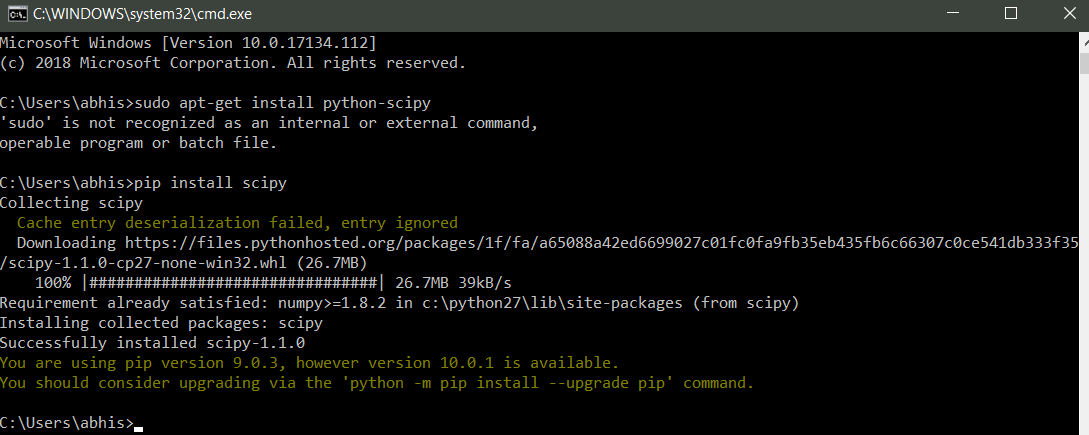 C:\WINDOWS\system32\cmd.exe
Microsoft Windows [Version 10.0.17134.112]
(c) 2018 Microsoft Corporation. All rights reserved.
C:\Users\abhis>sudo apt-get install python-scipy
'sudo' is not recognized as an internal or external command,
operable program or batch file.
C:\Users\abhis>pip install scipy
Collecting scipy
  Cache entry deserialization failed, entry ignored
  Downloading https://files.pythonhosted.org/packages/1f/fa/a65088a42ed6699027c01fc0fa9fb35eb435fb6c66307c0ce541db333f35
/scipy-1.1.0-cp27-none-win32.whl (26.7MB)
    100% |################################| 26.7MB 39kB/s
Requirement already satisfied: numpy>=1.8.2 in c:\python27\lib\site-packages (from scipy)
Installing collected packages: scipy
Successfully installed scipy-1.1.0
You are using pip version 9.0.3, however version 10.0.1 is available.
You should consider upgrading via the 'python -m pip install --upgrade pip' command.
C:\Users\abhis>